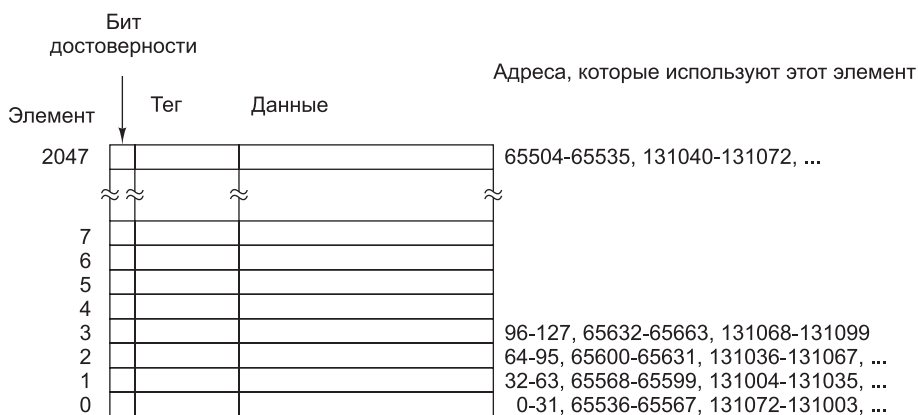 Бит
достоверности
Адреса, которые используют этот элемент
Элемент
Тег
Данные
2047 65504-65535, 131040-131072, ...
7
6
5
4
3 96-127, 65632-65663, 131068-131099
2 64-95, 65600-65631, 131036-131067, ...
1 32-63, 65568-65599, 131004-131035, ...
0 0-31, 65536-65567, 131072-131003, ...